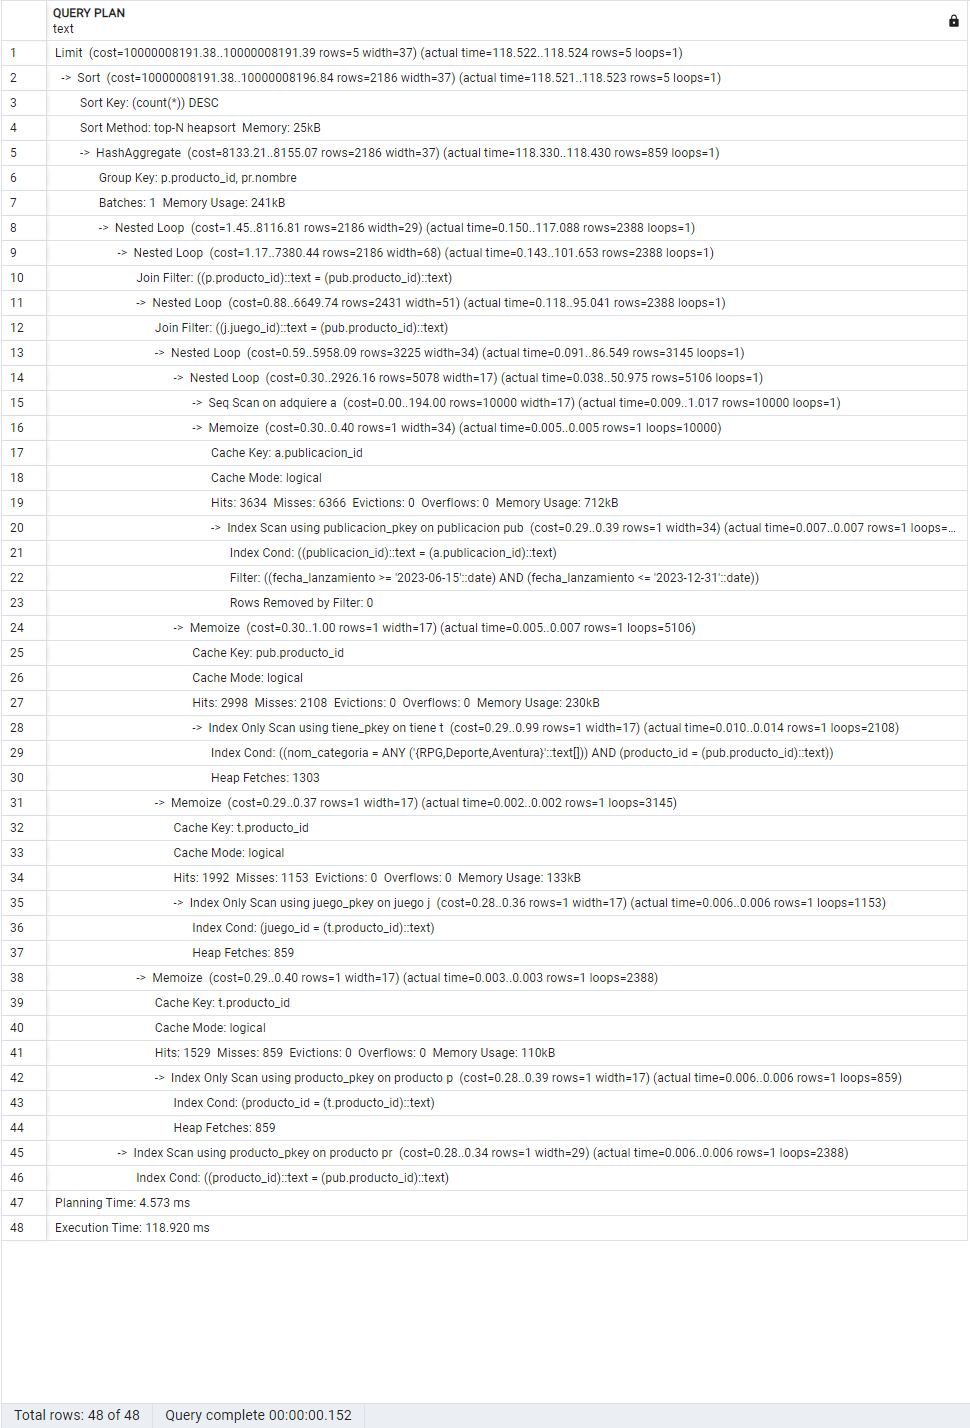 QUERY PLAN
text
1 Limit (cost=10000008191.38..10000008191.39 rows=5 width=37) (actual time=118.522..118.524 rows=5 loops=1)
2 -> Sort (cost=10000008191.38..10000008196.84 rows=2186 width=37) (actual time=118.521..118.523 rows=5 loops=1)
3 Sort Key: (count(*)) DESC
4 Sort Method: top-N heapsort Memory: 25kB
5 -> HashAggregate (cost=8133.21..8155.07 rows=2186 width=37) (actual time=118.330..118.430 rows=859 loops=1)
6 Group Key: p.producto_id, pr.nombre
7 Batches: 1 Memory Usage: 241kB
8 -> Nested Loop (cost=1.45..8116.81 rows=2186 width=29) (actual time=0.150..117.088 rows=2388 loops=1)
9 -> Nested Loop (cost=1.17..7380.44 rows=2186 width=68) (actual time=0.143..101.653 rows=2388 loops=1)
10 Join Filter: ((p.producto_id)::text = (pub.producto_id)::text)
11 -> Nested Loop (cost=0.88..6649.74 rows=2431 width=51) (actual time=0.118..95.041 rows=2388 loops=1)
12 Join Filter: ((j.juego_id)::text = (pub.producto_id)::text)
13 -> Nested Loop (cost=0.59..5958.09 rows=3225 width=34) (actual time=0.091..86.549 rows=3145 loops=1)
14 -> Nested Loop (cost=0.30..2926.16 rows=5078 width=17) (actual time=0.038..50.975 rows=5106 loops=1)
15 -> Seq Scan on adquiere a (cost=0.00..194.00 rows=10000 width=17) (actual time=0.009..1.017 rows=10000 loops=1)
16 -> Memoize (cost=0.30..0.40 rows=1 width=34) (actual time=0.005..0.005 rows=1 loops=10000)
17 Cache Key: a.publicacion_id
18 Cache Mode: logical
19 Hits: 3634 Misses: 6366 Evictions: 0 Overflows: 0 Memory Usage: 712kB
20 -> Index Scan using publicacion_pkey on publicacion pub (cost=0.29..0.39 rows=1 width=34) (actual time=0.007..0.007 rows=1 loops=...
21 Index Cond: ((publicacion_id)::text = (a.publicacion_id)::text)
22 Filter: ((fecha_lanzamiento >= '2023-06-15'::date) AND (fecha_lanzamiento <= '2023-12-31'::date))
23 Rows Removed by Filter: 0
24 -> Memoize (cost=0.30..1.00 rows=1 width=17) (actual time=0.005..0.007 rows=1 loops=5106)
25 Cache Key: pub.producto_id
26 Cache Mode: logical
27 Hits: 2998 Misses: 2108 Evictions: 0 Overflows: 0 Memory Usage: 230kB
28 -> Index Only Scan using tiene_pkey on tiene t (cost=0.29..0.99 rows=1 width=17) (actual time=0.010..0.014 rows=1 loops=2108)
29 Index Cond: ((nom_categoria = ANY ('{RPG,Deporte,Aventura}'::text[])) AND (producto_id = (pub.producto_id)::text))
30 Heap Fetches: 1303
31 -> Memoize (cost=0.29..0.37 rows=1 width=17) (actual time=0.002..0.002 rows=1 loops=3145)
32 Cache Key: t.producto_id
33 Cache Mode: logical
34 Hits: 1992 Misses: 1153 Evictions: 0 Overflows: 0 Memory Usage: 133kB
35 -> Index Only Scan using juego_pkey on juego j (cost=0.28..0.36 rows=1 width=17) (actual time=0.006..0.006 rows=1 loops=1153)
36 Index Cond: (juego_id = (t.producto_id)::text)
37 Heap Fetches: 859
38 -> Memoize (cost=0.29..0.40 rows=1 width=17) (actual time=0.003..0.003 rows=1 loops=2388)
39 Cache Key: t.producto_id
40 Cache Mode: logical
41 Hits: 1529 Misses: 859 Evictions: 0 Overflows: 0 Memory Usage: 110kB
42 -> Index Only Scan using producto_pkey on producto p (cost=0.28..0.39 rows=1 width=17) (actual time=0.006..0.006 rows=1 loops=859)
43 Index Cond: (producto_id = (t.producto_id)::text)
44 Heap Fetches: 859
45 -> Index Scan using producto_pkey on producto pr (cost=0.28..0.34 rows=1 width=29) (actual time=0.006..0.006 rows=1 loops=2388)
46 Index Cond: ((producto_id)::text = (pub.producto_id)::text)
47 Planning Time: 4.573 ms
48 Execution Time: 118.920 ms
Total rows: 48 of 48 Query complete 00:00:00.152